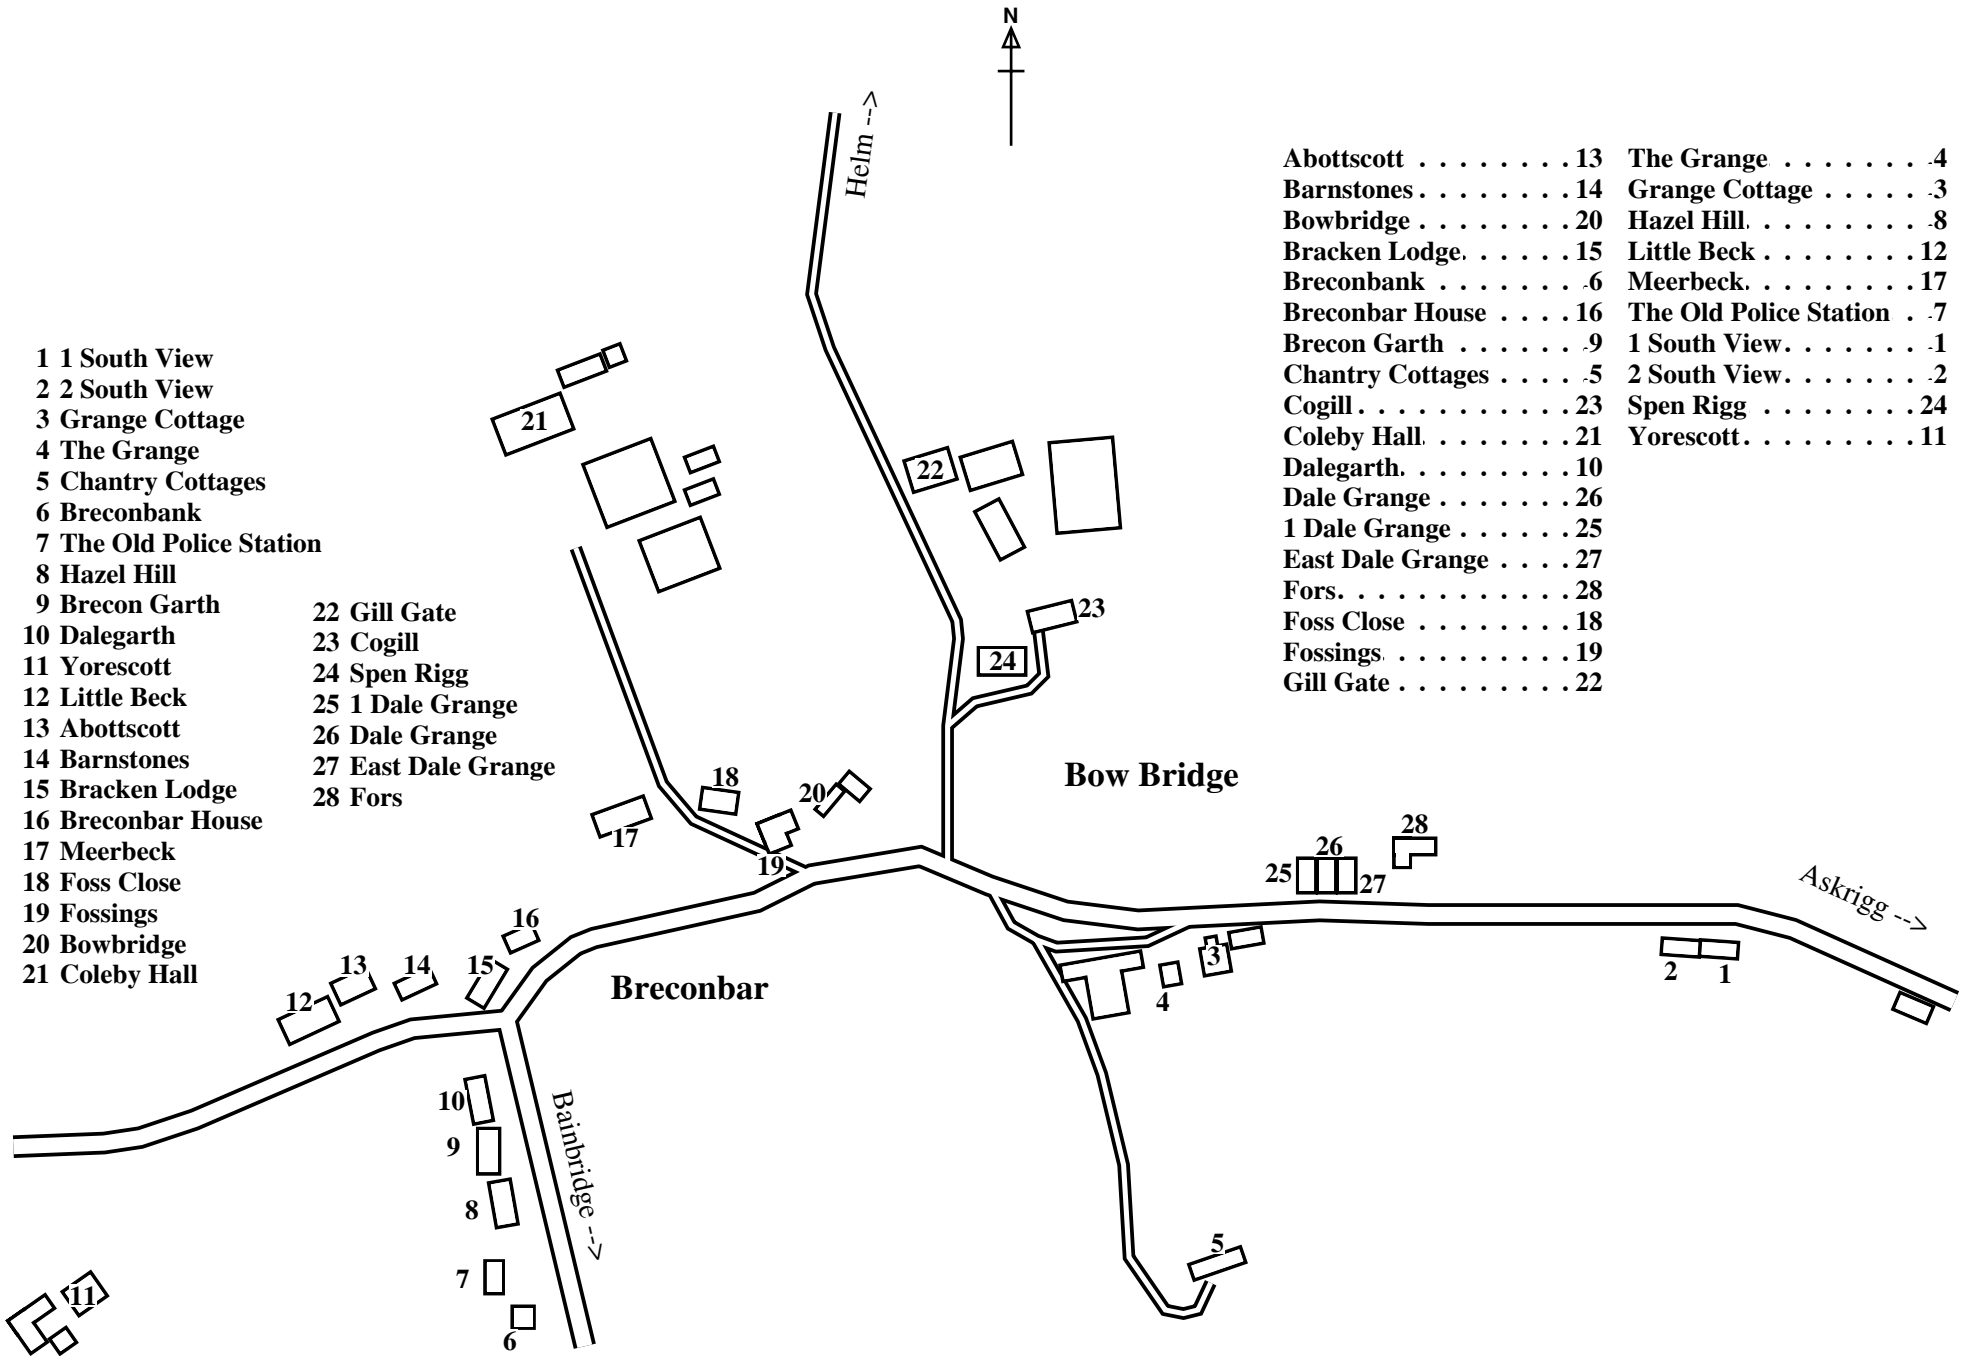 N
Helm --->
Abottscott . . . . . . . . 13
Barnstones . . . . . . . . 14
Bowbridge . . . . . . . . 20
Bracken Lodge . . . . . . 15
Breconbank . . . . . . . 6
Breconbar House . . . . 16
Brecon Garth . . . . . . . 9
Chantry Cottages . . . . 5
Cogill . . . . . . . . . . . 23
Coleby Hall . . . . . . . . 21
Dalegarth . . . . . . . . . 10
Dale Grange . . . . . . . 26
1 Dale Grange . . . . . . 25
East Dale Grange . . . . 27
Fors . . . . . . . . . . . . 28
Foss Close . . . . . . . . 18
Fossings . . . . . . . . . . 19
Gill Gate . . . . . . . . . 22
The Grange . . . . . . . . 4
Grange Cottage . . . . . 3
Hazel Hill . . . . . . . . . 8
Little Beck . . . . . . . . 12
Meerbeck . . . . . . . . . 17
The Old Police Station . . 7
1 South View . . . . . . . 1
2 South View . . . . . . . 2
Spen Rigg . . . . . . . . 24
Yorescott . . . . . . . . . 11
1 1 South View
2 2 South View
3 Grange Cottage
4 The Grange
5 Chantry Cottages
6 Breconbank
7 The Old Police Station
8 Hazel Hill
9 Brecon Garth
10 Dalegarth
11 Yorescott
12 Little Beck
13 Abottscott
14 Barnstones
15 Bracken Lodge
16 Breconbar House
17 Meerbeck
18 Foss Close
19 Fossings
20 Bowbridge
21 Coleby Hall
22 Gill Gate
23 Cogill
24 Spen Rigg
25 1 Dale Grange
26 Dale Grange
27 East Dale Grange
28 Fors
21
22
23
24
Bow Bridge
18
20
17
19
28
26
25
27
Askrigg -->
16
13
14
15
12
Breconbar
3
4
2
1
10
9
8
7
6
Bainbridge --->
5
11